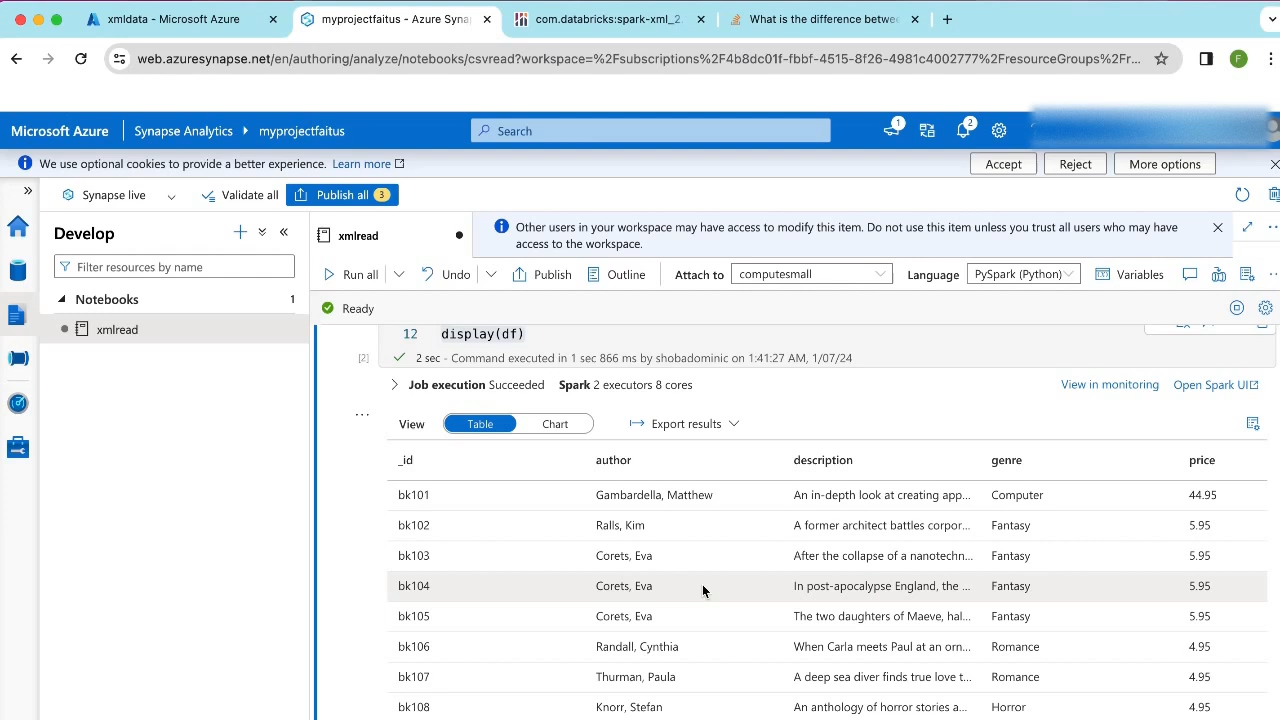 xmldata - Microsoft Azure
myprojectfaitus - Azure Syna
com.databricks:spark-xml_2.
What is the difference betwe
web.azuresynapse.net/en/authoring/analyze/notebooks/csvread?workspace=%2Fsubscriptions%2F4b8dc01f-fbbf-4515-8f26-4981c4002777%2FresourceGroups%2Fr...
F
Microsoft Azure
Synapse Analytics
myprojectfaitus
Search
1
2
We use optional cookies to provide a better experience. Learn more
Accept
Reject
More options
Synapse live
Validate all
Publish all
3
Develop
Filter resources by name
Notebooks
1
xmlread
xmlread
Other users in your workspace may have access to modify this item. Do not use this item unless you trust all users who may have
access to the workspace.
Run all
Undo
Publish
Outline
Attach to
computesmall
Language
PySpark (Python)
Variables
Ready
12 display(df)
[2]
2 sec - Command executed in 1 sec 866 ms by shobadominic on 1:41:27 AM, 1/07/24
Job execution Succeeded Spark 2 executors 8 cores
View in monitoring
Open Spark UI
View
Table
Chart
Export results
_id author description genre price
bk101 Gambardella, Matthew An in-depth look at creating app... Computer 44.95
bk102 Ralls, Kim A former architect battles corpor... Fantasy 5.95
bk103 Corets, Eva After the collapse of a nanotechn... Fantasy 5.95
bk104 Corets, Eva In post-apocalypse England, the ... Fantasy 5.95
bk105 Corets, Eva The two daughters of Maeve, hal... Fantasy 5.95
bk106 Randall, Cynthia When Carla meets Paul at an orn... Romance 4.95
bk107 Thurman, Paula A deep sea diver finds true love t... Romance 4.95
bk108 Knorr, Stefan An anthology of horror stories a... Horror 4.95